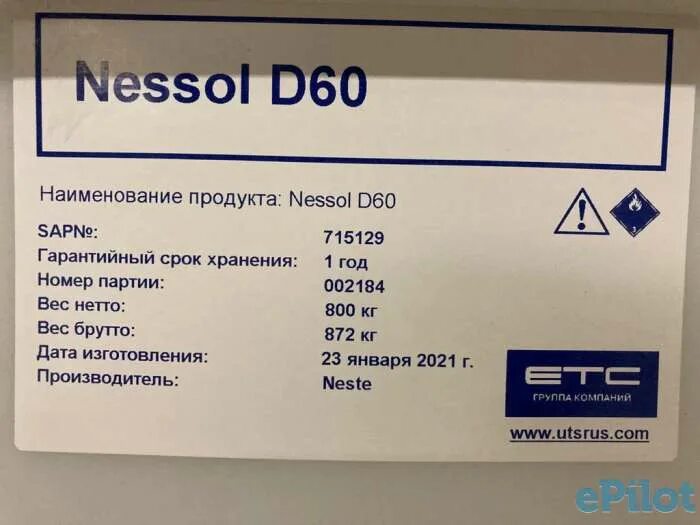 Nessol D60
Наименование продукта: Nessol D60
SAP№: 715129
Гарантийный срок хранения: 1 год
Номер партии: 002184
Вес нетто: 800 кг
Вес брутто: 872 кг
Дата изготовления: 23 января 2021 г.
Производитель: Neste
!
3
ETC
ГРУППА КОМПАНИЙ
www.utsrus.com
ePilot